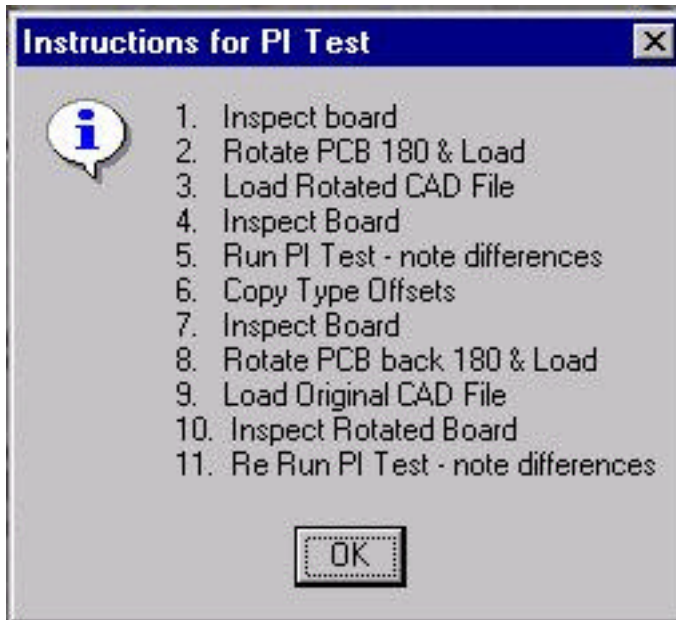 Instructions for PI Test
1. Inspect board
2. Rotate PCB 180 & Load
3. Load Rotated CAD File
4. Inspect Board
5. Run PI Test - note differences
6. Copy Type Offsets
7. Inspect Board
8. Rotate PCB back 180 & Load
9. Load Original CAD File
10. Inspect Rotated Board
11. Re Run PI Test - note differences
OK